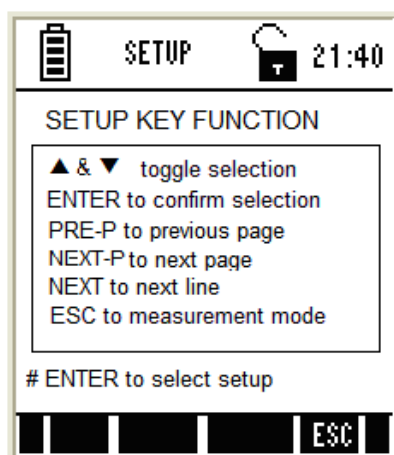 SETUP 21:40
SETUP KEY FUNCTION
▲ & ▼ toggle selection
ENTER to confirm selection
PRE-P to previous page
NEXT-P to next page
NEXT to next line
ESC to measurement mode
# ENTER to select setup
ESC